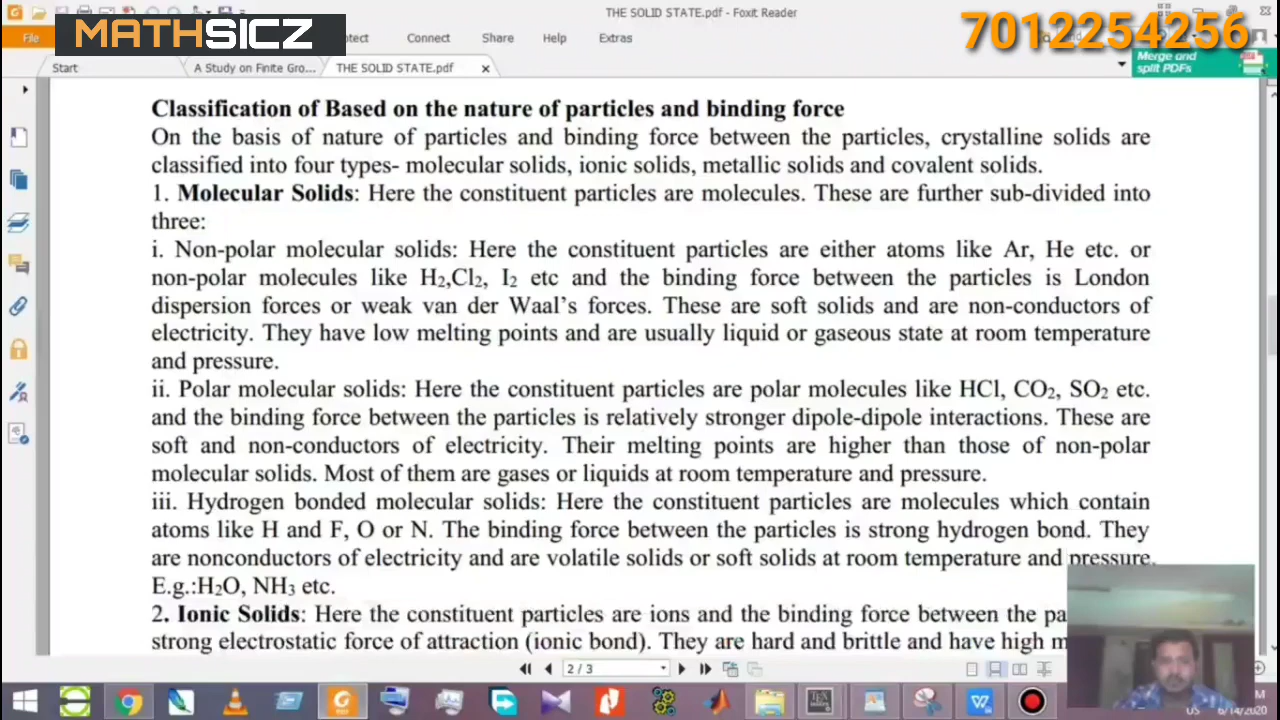 THE SOLID STATE.pdf - Foxit Reader
MATHSICZ
7012254256
File
Connect
Share
Help
Extras
Merge and
split PDFs
Start
A Study on Finite Gro...
THE SOLID STATE.pdf
Classification of Based on the nature of particles and binding force
On the basis of nature of particles and binding force between the particles, crystalline solids are
classified into four types- molecular solids, ionic solids, metallic solids and covalent solids.
1. Molecular Solids: Here the constituent particles are molecules. These are further sub-divided into
three:
i. Non-polar molecular solids: Here the constituent particles are either atoms like Ar, He etc. or
non-polar molecules like H₂,Cl₂, I₂ etc and the binding force between the particles is London
dispersion forces or weak van der Waal's forces. These are soft solids and are non-conductors of
electricity. They have low melting points and are usually liquid or gaseous state at room temperature
and pressure.
ii. Polar molecular solids: Here the constituent particles are polar molecules like HCl, CO₂, SO₂ etc.
and the binding force between the particles is relatively stronger dipole-dipole interactions. These are
soft and non-conductors of electricity. Their melting points are higher than those of non-polar
molecular solids. Most of them are gases or liquids at room temperature and pressure.
iii. Hydrogen bonded molecular solids: Here the constituent particles are molecules which contain
atoms like H and F, O or N. The binding force between the particles is strong hydrogen bond. They
are nonconductors of electricity and are volatile solids or soft solids at room temperature and pressure.
E.g.:H₂O, NH₃ etc.
2. Ionic Solids: Here the constituent particles are ions and the binding force between the pa
strong electrostatic force of attraction (ionic bond). They are hard and brittle and have high m
2 / 3